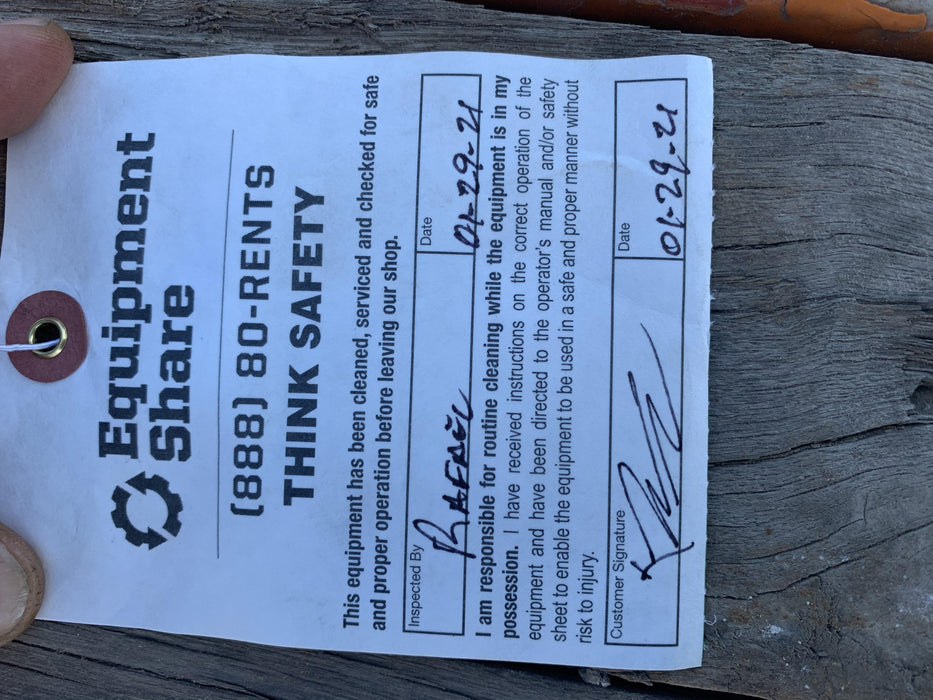 Equipment
Share
(888) 80-RENTS
THINK SAFETY
This equipment has been cleaned, serviced and checked for safe
and proper operation before leaving our shop.
Inspected By
RAFAEL
Date
01-29-21
I am responsible for routine cleaning while the equipment is in my
possession. I have received instructions on the correct operation of the
equipment and have been directed to the operator's manual and/or safety
sheet to enable the equipment to be used in a safe and proper manner without
risk to injury.
Customer Signature
Date
01-29-21